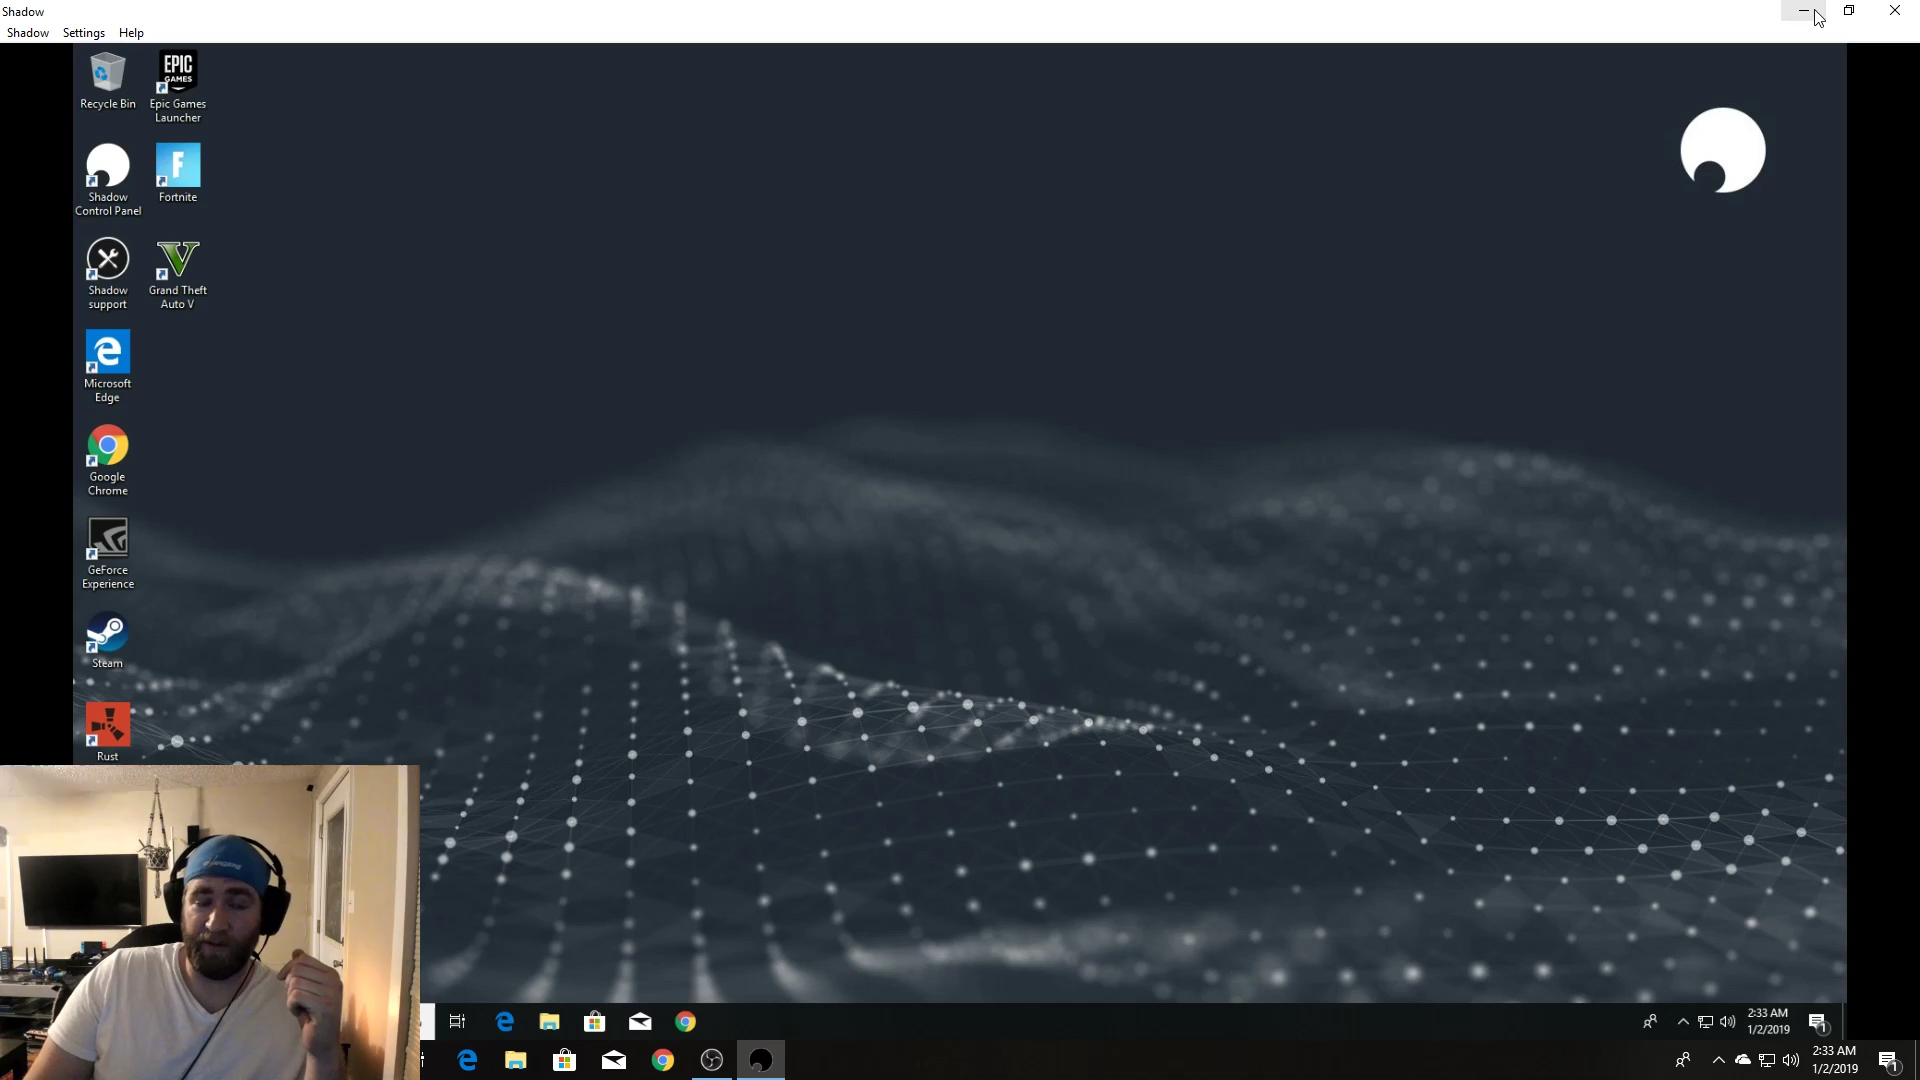 Shadow
Shadow Settings Help
Recycle Bin
EPIC
GAMES
Epic Games
Launcher
Shadow
Control Panel
F
Fortnite
Shadow
support
V
Grand Theft
Auto V
Microsoft
Edge
Google
Chrome
GeForce
Experience
Steam
Rust
2:33 AM
1/2/2019
1
2:33 AM
1/2/2019
1